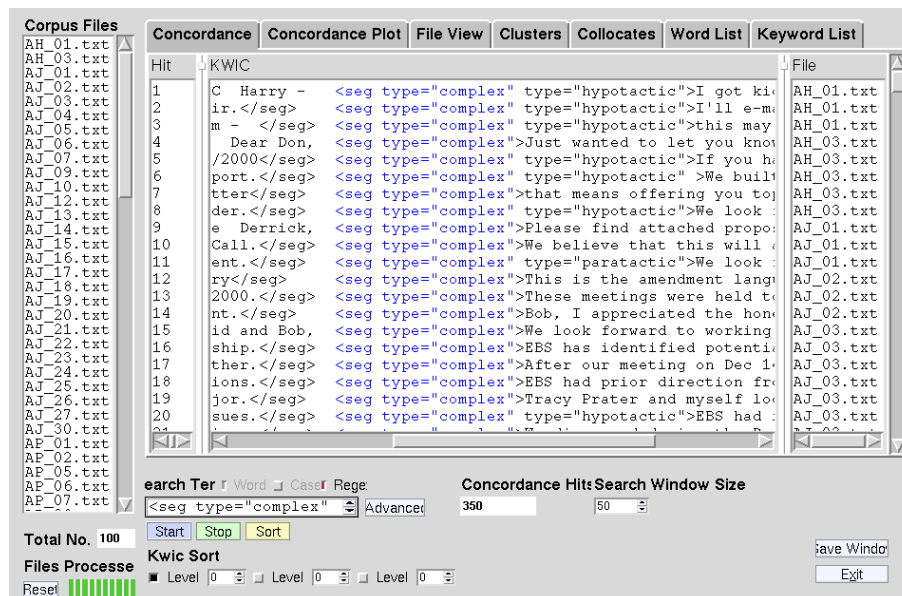 Corpus Files
AH_01.txt
AH_03.txt
AJ_01.txt
AJ_02.txt
AJ_03.txt
AJ_04.txt
AJ_05.txt
AJ_06.txt
AJ_07.txt
AJ_09.txt
AJ_10.txt
AJ_12.txt
AJ_13.txt
AJ_14.txt
AJ_15.txt
AJ_16.txt
AJ_17.txt
AJ_18.txt
AJ_19.txt
AJ_20.txt
AJ_21.txt
AJ_22.txt
AJ_23.txt
AJ_24.txt
AJ_25.txt
AJ_26.txt
AJ_27.txt
AJ_30.txt
AP_01.txt
AP_02.txt
AP_05.txt
AP_06.txt
AP_07.txt
Total No. 100
Files Processe
Reset
Concordance Concordance Plot File View Clusters Collocates Word List Keyword List
Hit KWIC File
1 C Harry - <seg type="complex" type="hypotactic">I got kic AH_01.txt
2 ir.</seg> <seg type="complex" type="hypotactic">I'll e-ma AH_01.txt
3 m - </seg> <seg type="complex" type="hypotactic">this may AH_01.txt
4 Dear Don, <seg type="complex">Just wanted to let you know AH_03.txt
5 /2000</seg> <seg type="complex" type="hypotactic">If you ha AH_03.txt
6 port.</seg> <seg type="complex" type="hypotactic" >We built AH_03.txt
7 tter</seg> <seg type="complex">that means offering you top AH_03.txt
8 der.</seg> <seg type="complex" type="hypotactic">We look AH_03.txt
9 e Derrick, <seg type="complex">Please find attached propo AJ_01.txt
10 Call.</seg> <seg type="complex">We believe that this will a AJ_01.txt
11 ent.</seg> <seg type="complex" type="paratactic">We look AJ_01.txt
12 ry</seg> <seg type="complex">This is the amendment langu AJ_02.txt
13 2000.</seg> <seg type="complex">These meetings were held to AJ_02.txt
14 nt.</seg> <seg type="complex">Bob, I appreciated the hone AJ_02.txt
15 id and Bob, <seg type="complex">We look forward to working AJ_03.txt
16 ship.</seg> <seg type="complex">EBS has identified potentia AJ_03.txt
17 ther.</seg> <seg type="complex">After our meeting on Dec 1 AJ_03.txt
18 ions.</seg> <seg type="complex">EBS had prior direction fro AJ_03.txt
19 jor.</seg> <seg type="complex">Tracy Prater and myself loo AJ_03.txt
20 sues.</seg> <seg type="complex" type="hypotactic">EBS had AJ_03.txt
earch Ter Word Case Rege
<seg type="complex" Advanced
Start Stop Sort
Kwic Sort
Level 0 Level 0 Level 0
Concordance Hits Search Window Size
350 50
Save Windo
Exit